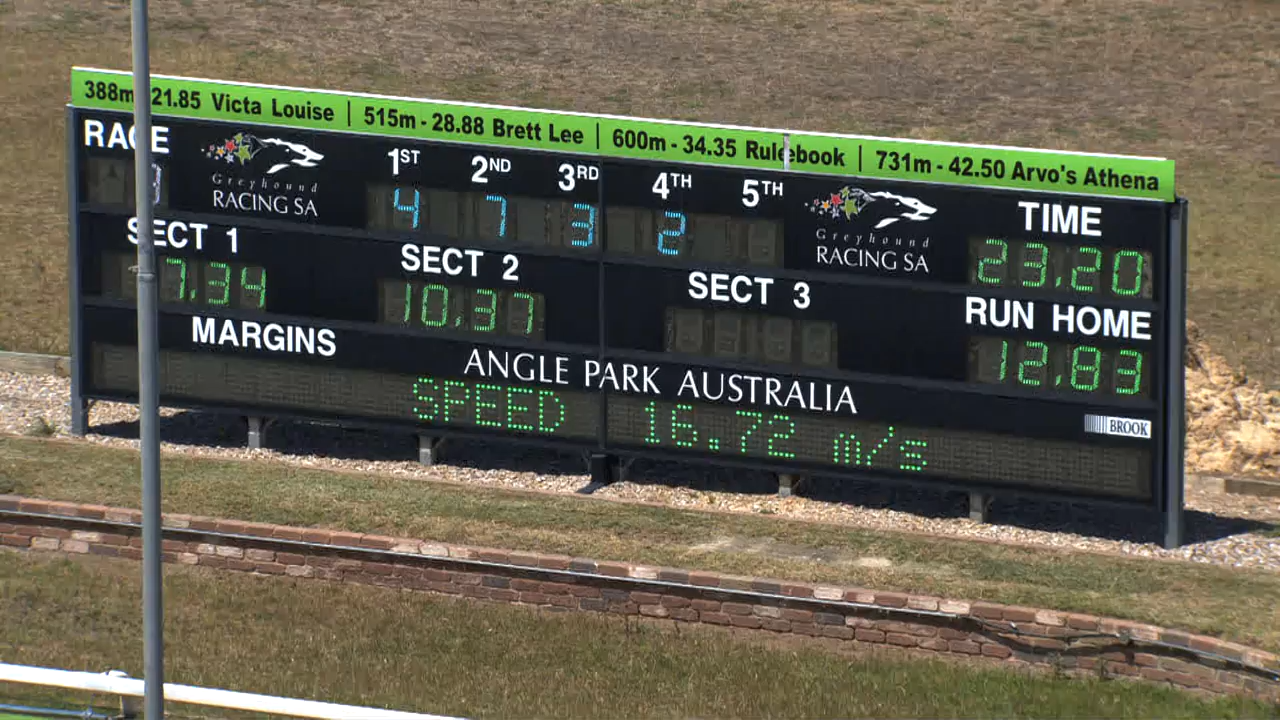 388m 21.85 Victa Louise | 515m - 28.88 Brett Lee | 600m - 34.35 Rulebook | 731m - 42.50 Arvo's Athena
RACE
Greyhound
RACING SA
1ST 2ND 3RD 4TH 5TH
4 7 3 2
Greyhound
RACING SA
TIME
23.20
SECT 1
7.34
SECT 2
10.37
SECT 3
RUN HOME
12.83
MARGINS
ANGLE PARK AUSTRALIA
SPEED 16.72 m/s
BROOK